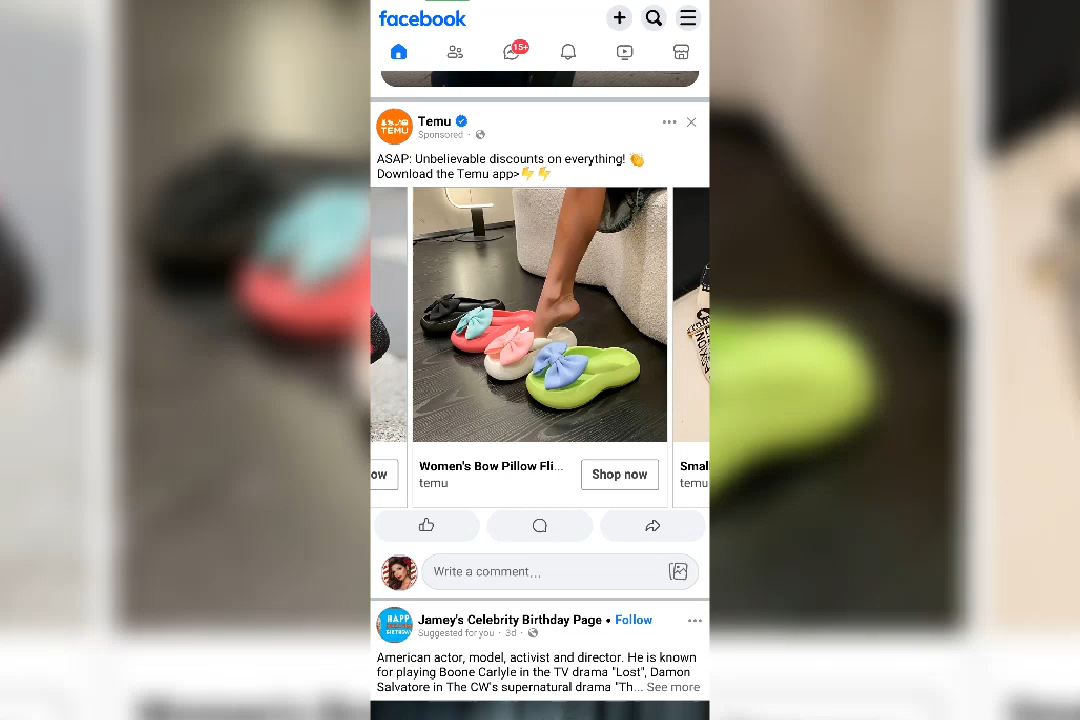 facebook
15+
TEMU
Temu
Sponsored ·
ASAP: Unbelievable discounts on everything! 👏
Download the Temu app>⚡⚡
ow
Women's Bow Pillow Fli...
temu
Shop now
Smal
temu
Write a comment...
HAPP
BIRTHDAY
Jamey's Celebrity Birthday Page • Follow
Suggested for you · 3d ·
American actor, model, activist and director. He is known
for playing Boone Carlyle in the TV drama "Lost", Damon
Salvatore in The CW's supernatural drama "Th... See more